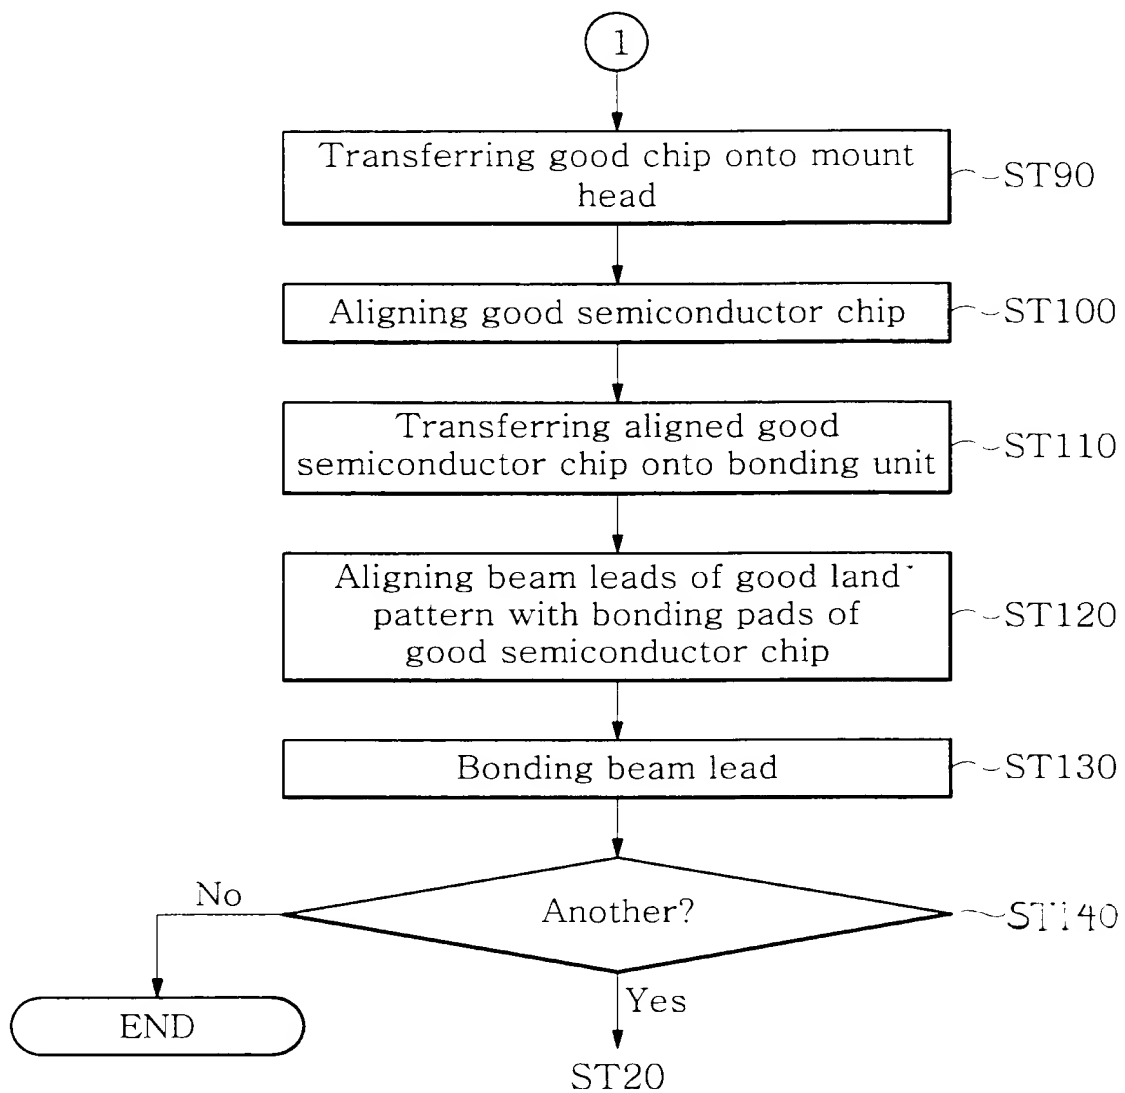 1
Transferring good chip onto mount
head
ST90
Aligning good semiconductor chip
ST100
Transferring aligned good
semiconductor chip onto bonding unit
ST110
Aligning beam leads of good land
pattern with bonding pads of
good semiconductor chip
ST120
Bonding beam lead
ST130
No
Another?
ST140
END
Yes
ST20